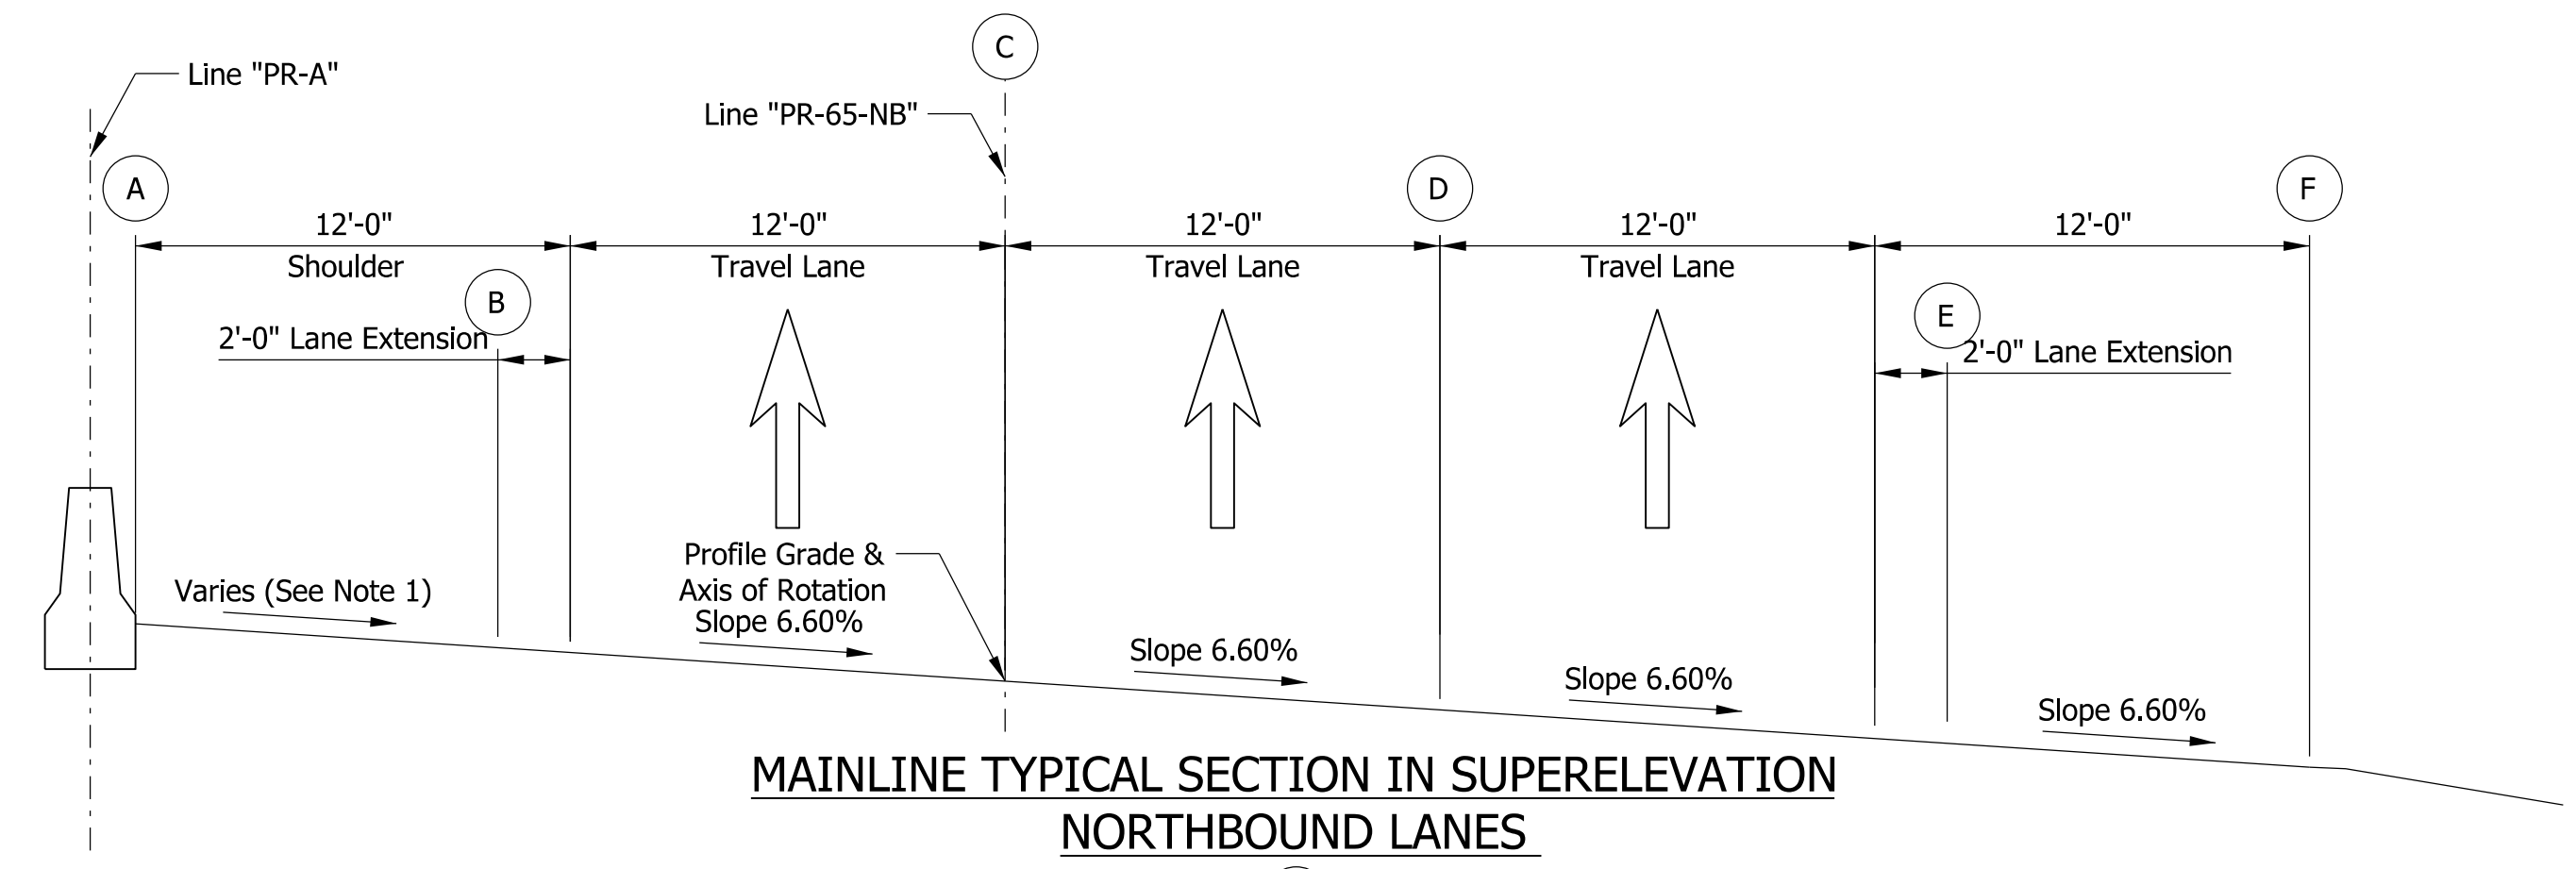 C
Line "PR-A"
Line "PR-65-NB"
A
D
F
12'-0"
12'-0"
12'-0"
12'-0"
12'-0"
Shoulder
Travel Lane
Travel Lane
Travel Lane
B
E
2'-0" Lane Extension
2'-0" Lane Extension
Profile Grade &
Axis of Rotation
Varies (See Note 1)
Slope 6.60%
Slope 6.60%
Slope 6.60%
Slope 6.60%
MAINLINE TYPICAL SECTION IN SUPERELEVATION
NORTHBOUND LANES